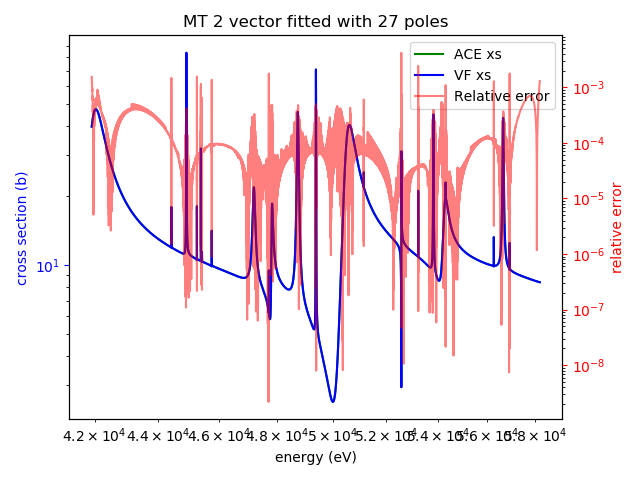 MT 2 vector fitted with 27 poles
ACE xs
VF xs
Relative error
cross section (b)
10¹
10⁻³
10⁻⁴
10⁻⁵
10⁻⁶
10⁻⁷
10⁻⁸
relative error
4.2 × 10⁴ 4.4 × 10⁴ 4.6 × 10⁴ 4.8 × 10⁴ 5 × 10⁴ 5.2 × 10⁴ 5.4 × 10⁴ 5.6 × 10⁴ 5.8 × 10⁴
energy (eV)